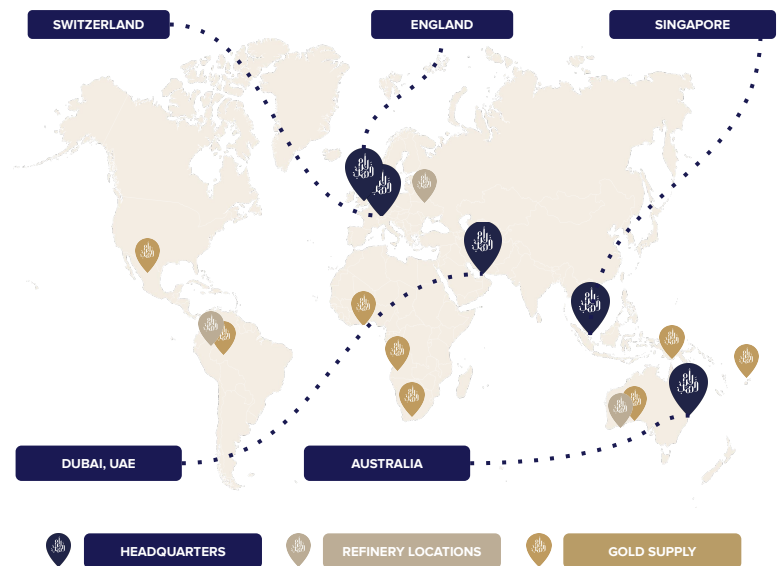 SWITZERLAND
ENGLAND
SINGAPORE
DUBAI, UAE
AUSTRALIA
HEADQUARTERS
REFINERY LOCATIONS
GOLD SUPPLY